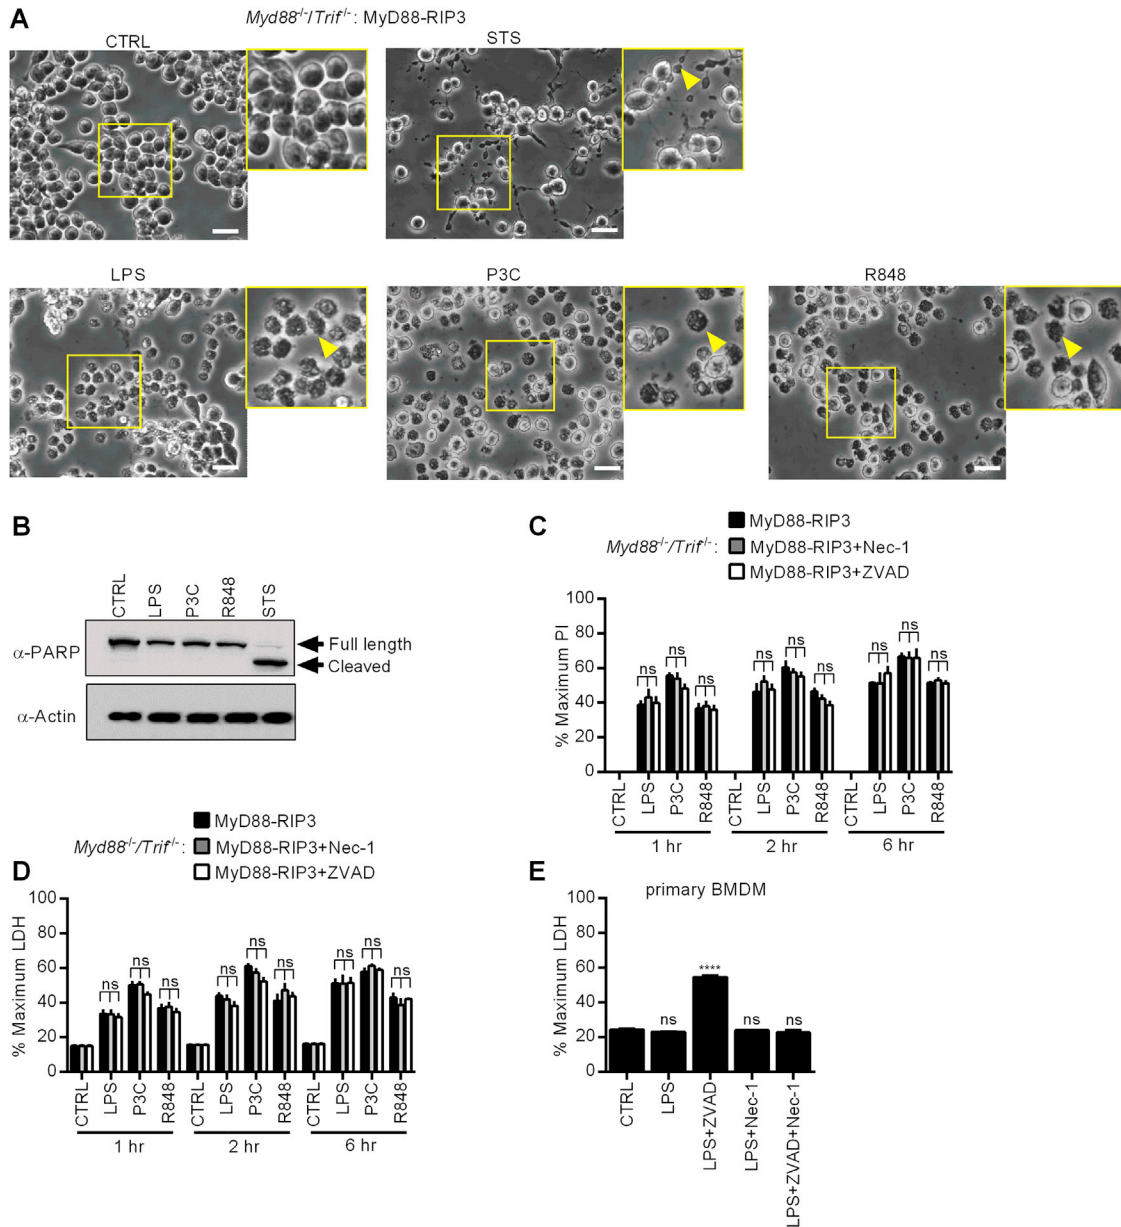 A
Myd88-/-/Trif-/-: MyD88-RIP3
CTRL
STS
LPS
P3C
R848
B
CTRL
LPS
P3C
R848
STS
α-PARP
Full length
Cleaved
α-Actin
C
MyD88-RIP3
Myd88-/-/Trif-/-: MyD88-RIP3+Nec-1
MyD88-RIP3+ZVAD
% Maximum PI
100
80
60
40
20
0
ns ns ns ns ns ns ns ns ns
CTRL LPS P3C R848 CTRL LPS P3C R848 CTRL LPS P3C R848
1 hr 2 hr 6 hr
D
MyD88-RIP3
Myd88-/-/Trif-/-: MyD88-RIP3+Nec-1
MyD88-RIP3+ZVAD
% Maximum LDH
100
80
60
40
20
0
ns ns ns ns ns ns ns ns ns
CTRL LPS P3C R848 CTRL LPS P3C R848 CTRL LPS P3C R848
1 hr 2 hr 6 hr
E
primary BMDM
% Maximum LDH
100
80
60
40
20
0
ns **** ns ns
CTRL
LPS
LPS+ZVAD
LPS+Nec-1
LPS+ZVAD+Nec-1